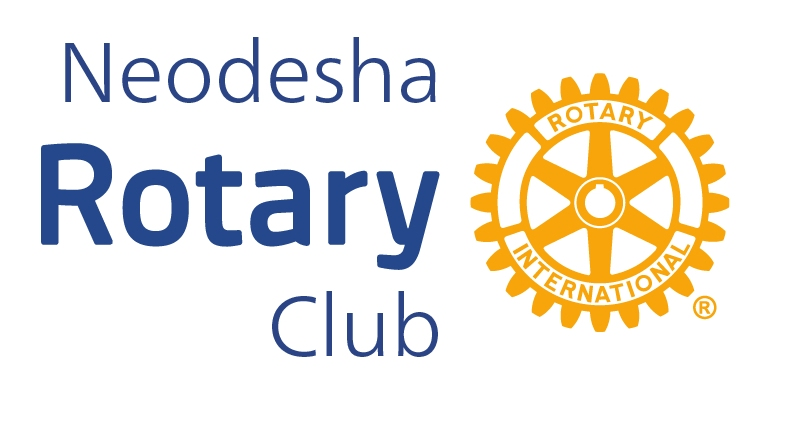 Neodesha
Rotary
Club
ROTARY
INTERNATIONAL
®